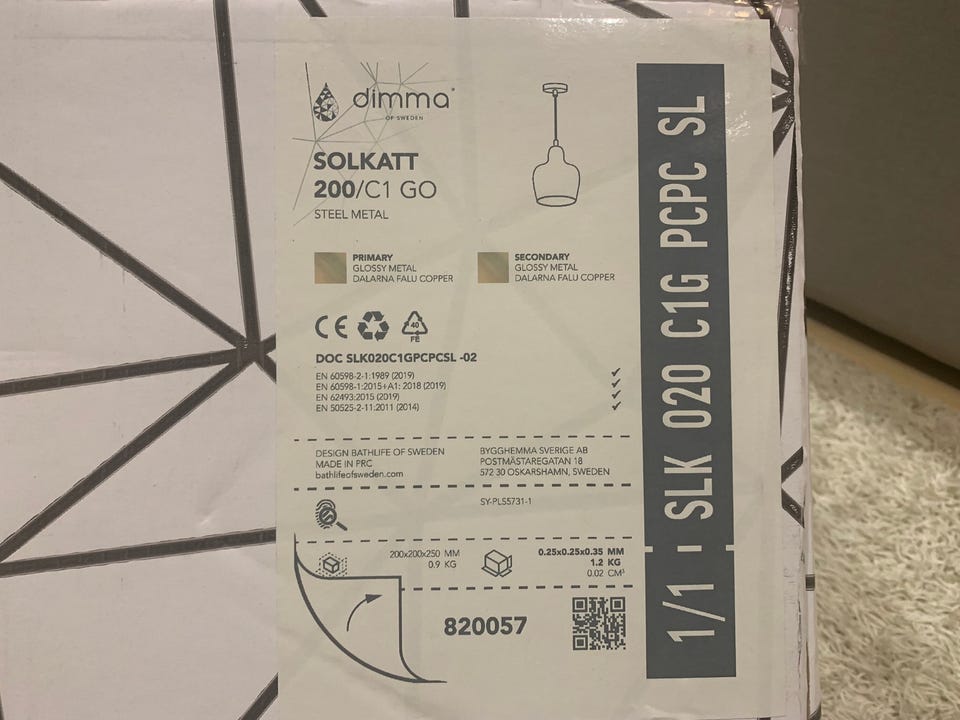 dimma
OF SWEDEN
SOLKATT
200/C1 GO
STEEL METAL
PRIMARY
GLOSSY METAL
DALARNA FALU COPPER
SECONDARY
GLOSSY METAL
DALARNA FALU COPPER
CE
40
FE
DOC SLK020C1GPCPCSL -02
EN 60598-2-1:1989 (2019) ✓
EN 60598-1:2015+A1: 2018 (2019) ✓
EN 62493:2015 (2019) ✓
EN 50525-2-11:2011 (2014) ✓
DESIGN BATHLIFE OF SWEDEN
MADE IN PRC
bathlifeofsweden.com
BYGGHEMMA SVERIGE AB
POSTMÄSTAREGATAN 18
572 30 OSKARSHAMN, SWEDEN
SY-PLS5731-1
200x200x250 MM
0.9 KG
0.25x0.25x0.35 MM
1.2 KG
0.02 CM³
820057
1/1 SLK 020 C1G PCPC SL